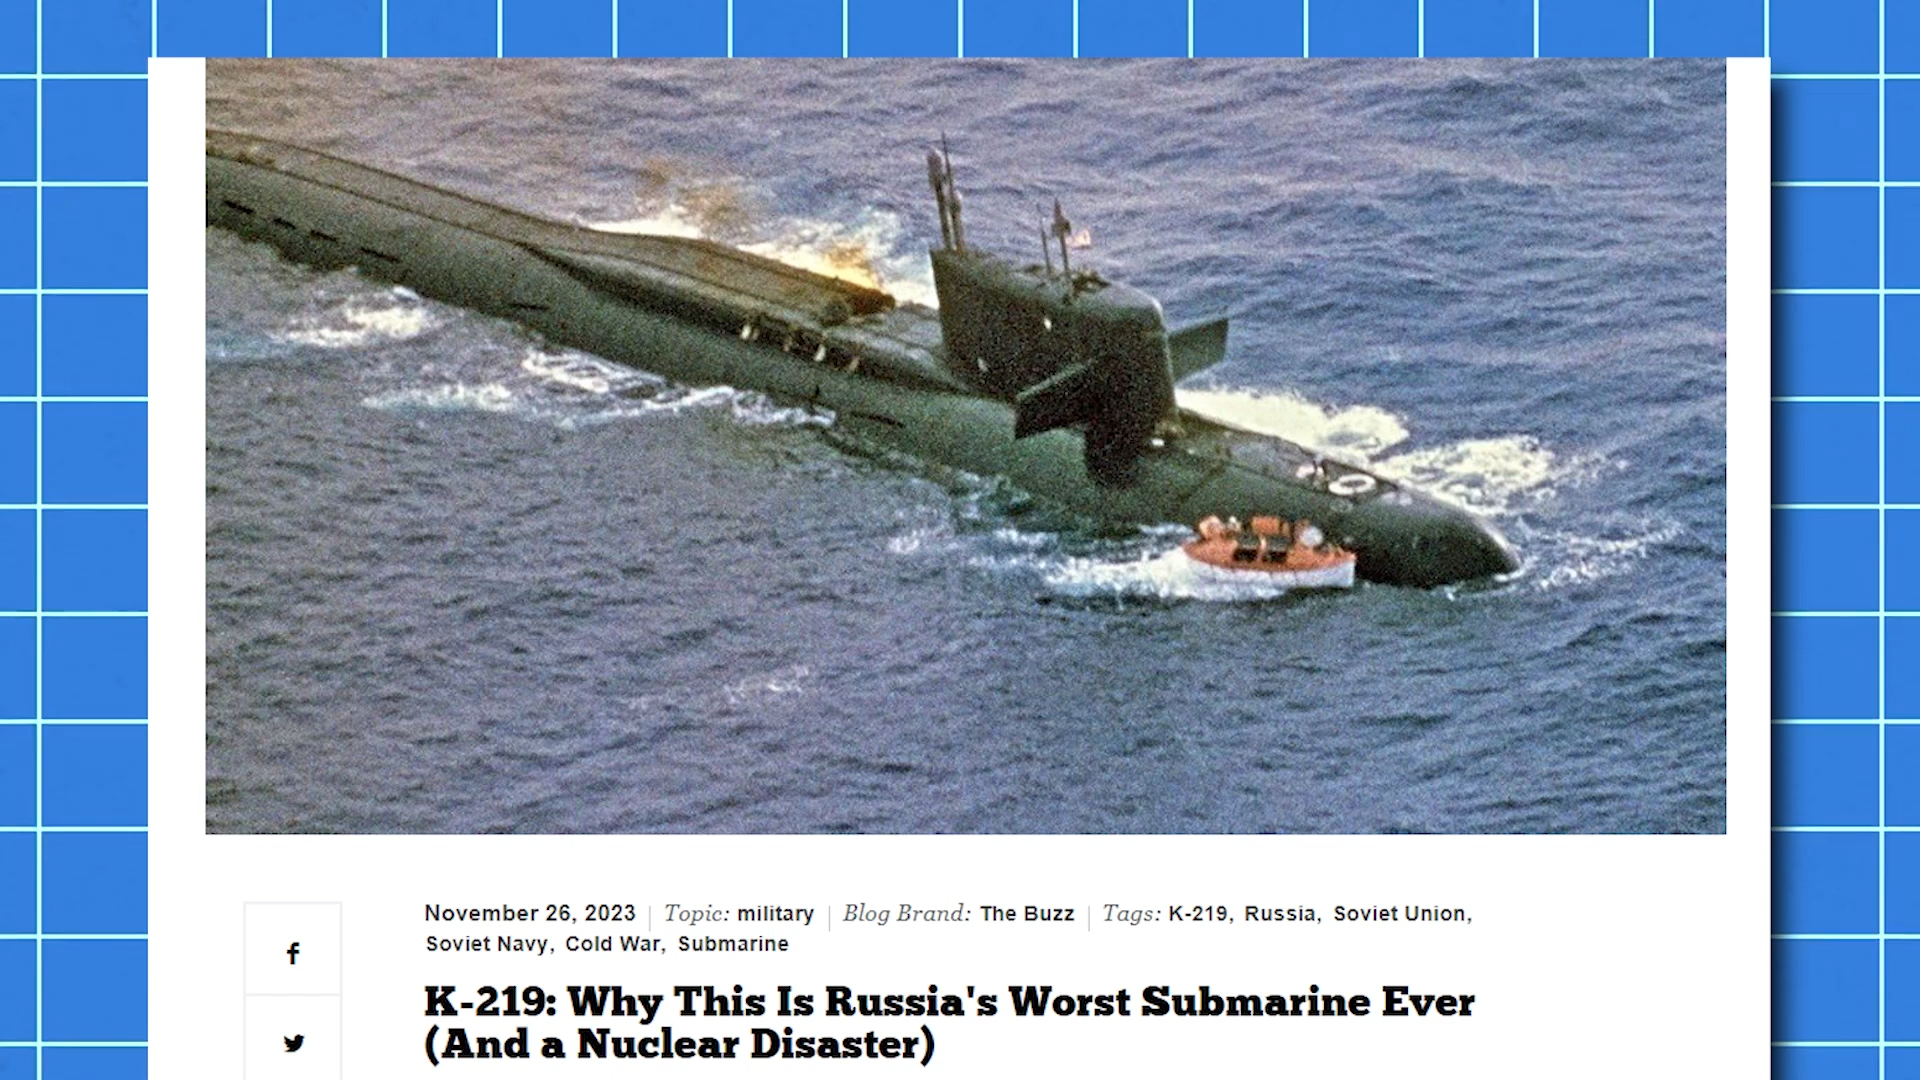 November 26, 2023 | Topic: military | Blog Brand: The Buzz | Tags: K-219, Russia, Soviet Union,
Soviet Navy, Cold War, Submarine
K-219: Why This Is Russia's Worst Submarine Ever
(And a Nuclear Disaster)